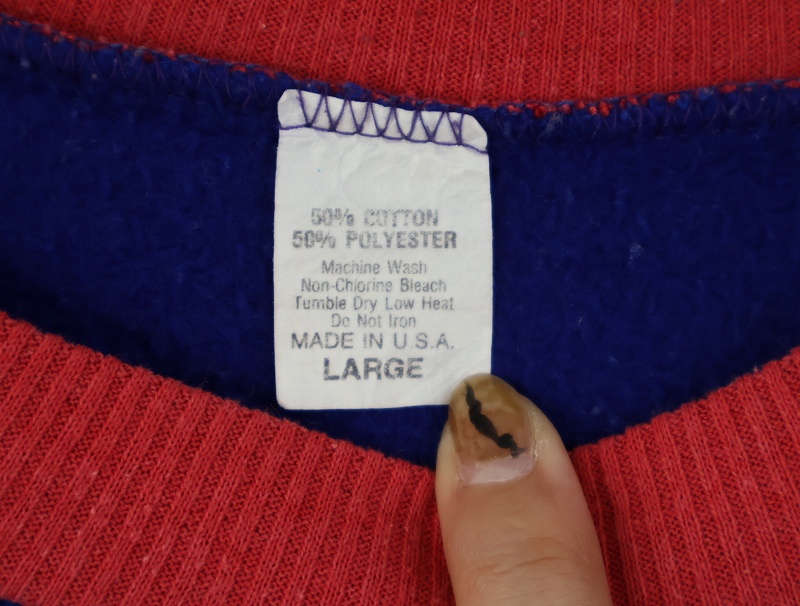 50% COTTON
50% POLYESTER
Machine Wash
Non-Chlorine Bleach
Tumble Dry Low Heat
Do Not Iron
MADE IN U.S.A.
LARGE